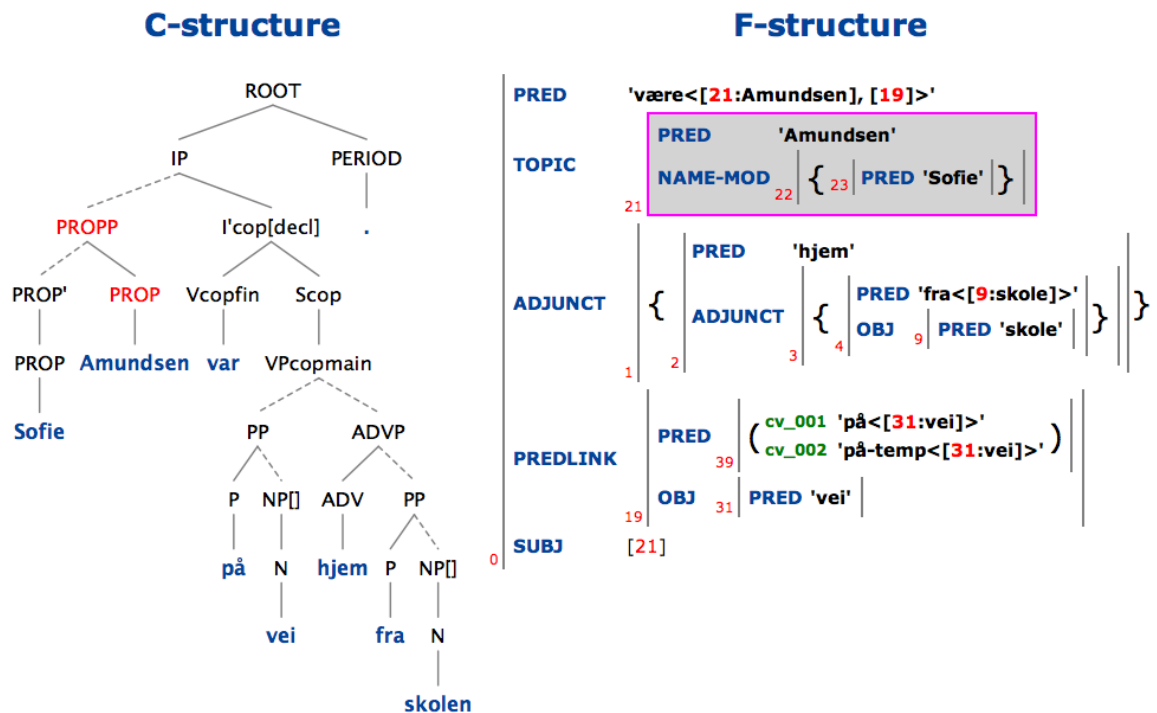 C-structure
ROOT
IP PERIOD
PROPP I'cop[decl] .
PROP' PROP Vcopfin Scop
PROP Amundsen var VPcopmain
Sofie PP ADVP
P NP[] ADV PP
på N hjem P NP[]
vei fra N
skolen
F-structure
PRED 'være<[21:Amundsen], [19]>'
TOPIC
PRED 'Amundsen'
NAME-MOD 22 { 23 PRED 'Sofie' }
21
ADJUNCT
PRED 'hjem'
{ ADJUNCT { PRED 'fra<[9:skole]>' } }
4 OBJ 9 PRED 'skole'
1 2 3
PREDLINK
PRED 39 ( cv_001 'på<[31:vei]>'
cv_002 'på-temp<[31:vei]>' )
19 OBJ 31 PRED 'vei'
0 SUBJ [21]